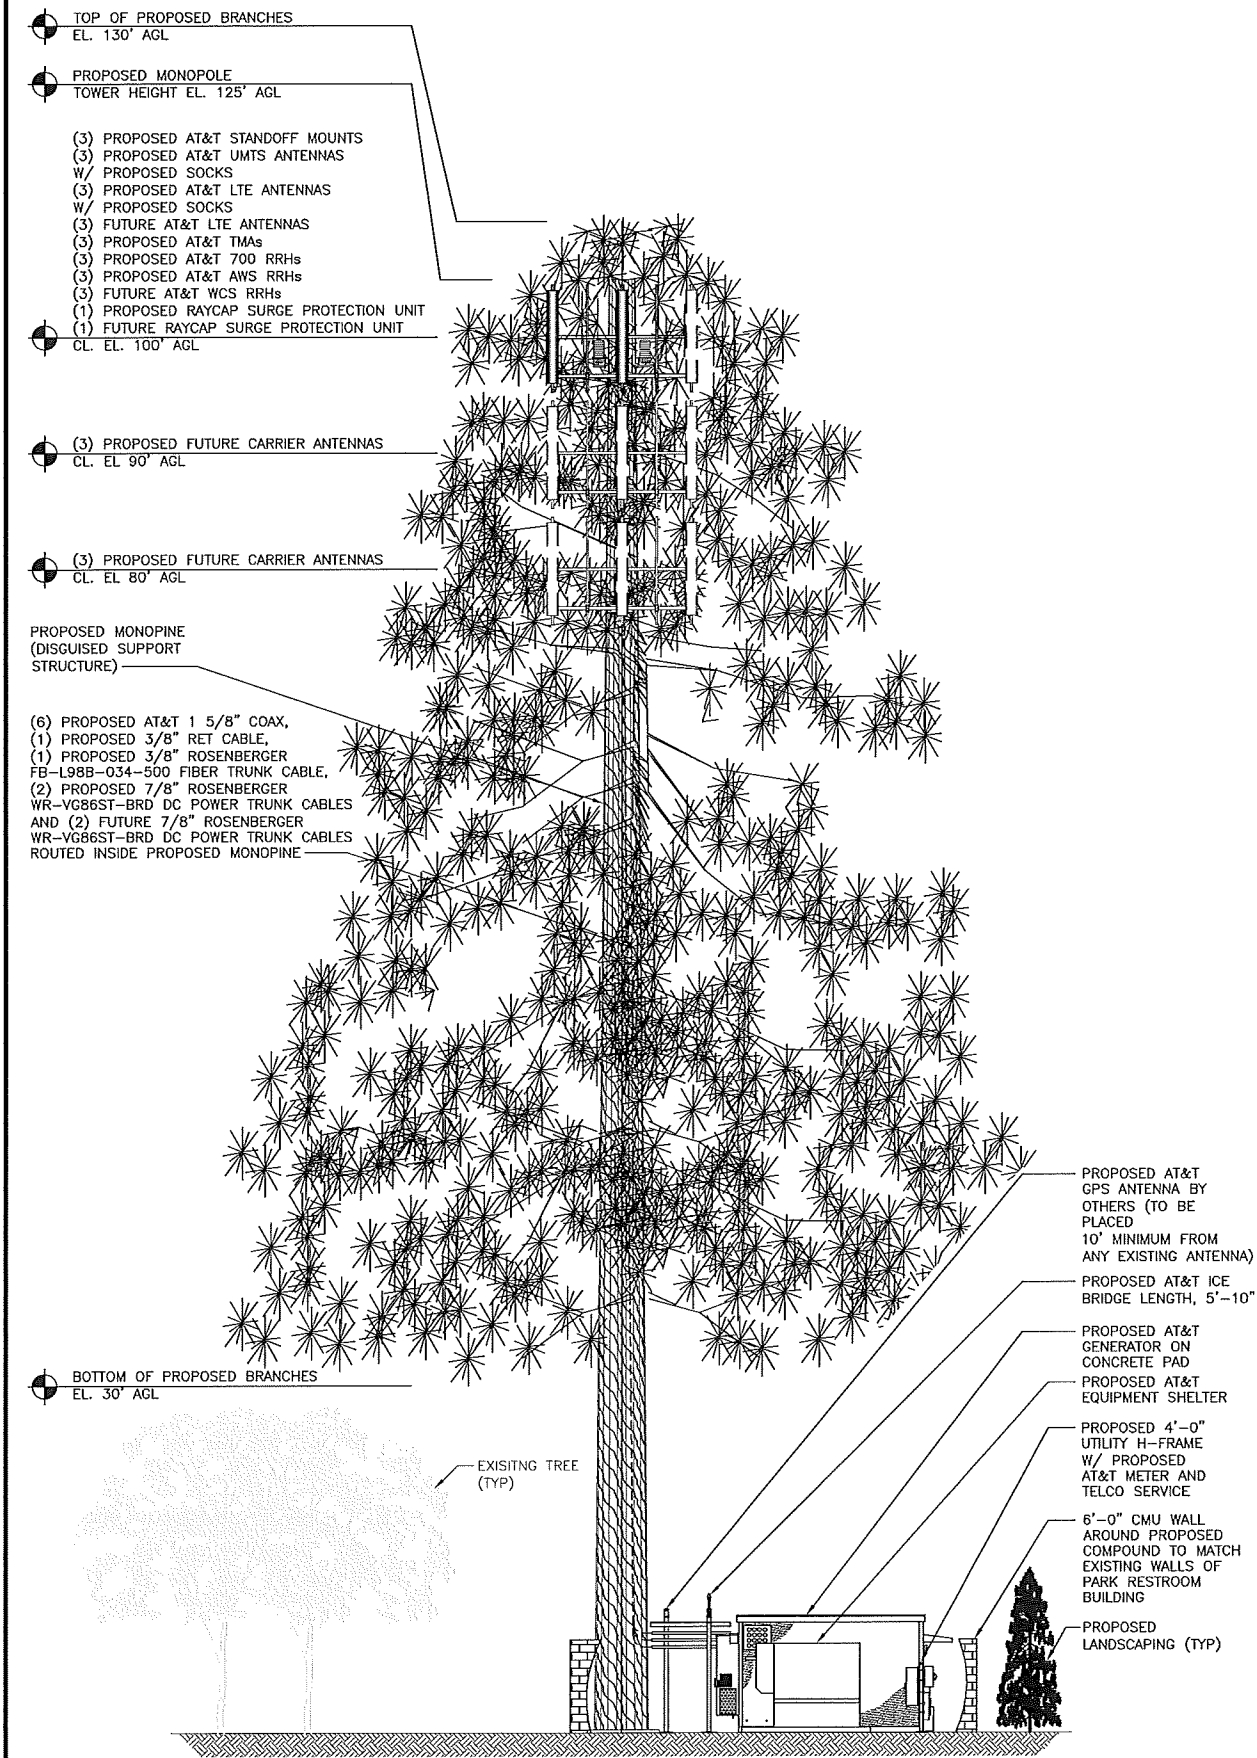 TOP OF PROPOSED BRANCHES
EL. 130' AGL
PROPOSED MONOPOLE
TOWER HEIGHT EL. 125' AGL
(3) PROPOSED AT&T STANDOFF MOUNTS
(3) PROPOSED AT&T UMTS ANTENNAS
W/ PROPOSED SOCKS
(3) PROPOSED AT&T LTE ANTENNAS
W/ PROPOSED SOCKS
(3) FUTURE AT&T LTE ANTENNAS
(3) PROPOSED AT&T TMAs
(3) PROPOSED AT&T 700 RRHs
(3) PROPOSED AT&T AWS RRHs
(3) FUTURE AT&T WCS RRHs
(1) PROPOSED RAYCAP SURGE PROTECTION UNIT
(1) FUTURE RAYCAP SURGE PROTECTION UNIT
CL. EL. 100' AGL
(3) PROPOSED FUTURE CARRIER ANTENNAS
CL. EL 90' AGL
(3) PROPOSED FUTURE CARRIER ANTENNAS
CL. EL 80' AGL
PROPOSED MONOPINE
(DISGUISED SUPPORT
STRUCTURE)
(6) PROPOSED AT&T 1 5/8" COAX,
(1) PROPOSED 3/8" RET CABLE,
(1) PROPOSED 3/8" ROSENBERGER
FB-L98B-034-500 FIBER TRUNK CABLE,
(2) PROPOSED 7/8" ROSENBERGER
WR-VG86ST-BRD DC POWER TRUNK CABLES
AND (2) FUTURE 7/8" ROSENBERGER
WR-VG86ST-BRD DC POWER TRUNK CABLES
ROUTED INSIDE PROPOSED MONOPINE
BOTTOM OF PROPOSED BRANCHES
EL. 30' AGL
EXISITNG TREE
(TYP)
PROPOSED AT&T
GPS ANTENNA BY
OTHERS (TO BE
PLACED
10' MINIMUM FROM
ANY EXISTING ANTENNA)
PROPOSED AT&T ICE
BRIDGE LENGTH, 5'-10"
PROPOSED AT&T
GENERATOR ON
CONCRETE PAD
PROPOSED AT&T
EQUIPMENT SHELTER
PROPOSED 4'-0"
UTILITY H-FRAME
W/ PROPOSED
AT&T METER AND
TELCO SERVICE
6'-0" CMU WALL
AROUND PROPOSED
COMPOUND TO MATCH
EXISTING WALLS OF
PARK RESTROOM
BUILDING
PROPOSED
LANDSCAPING (TYP)